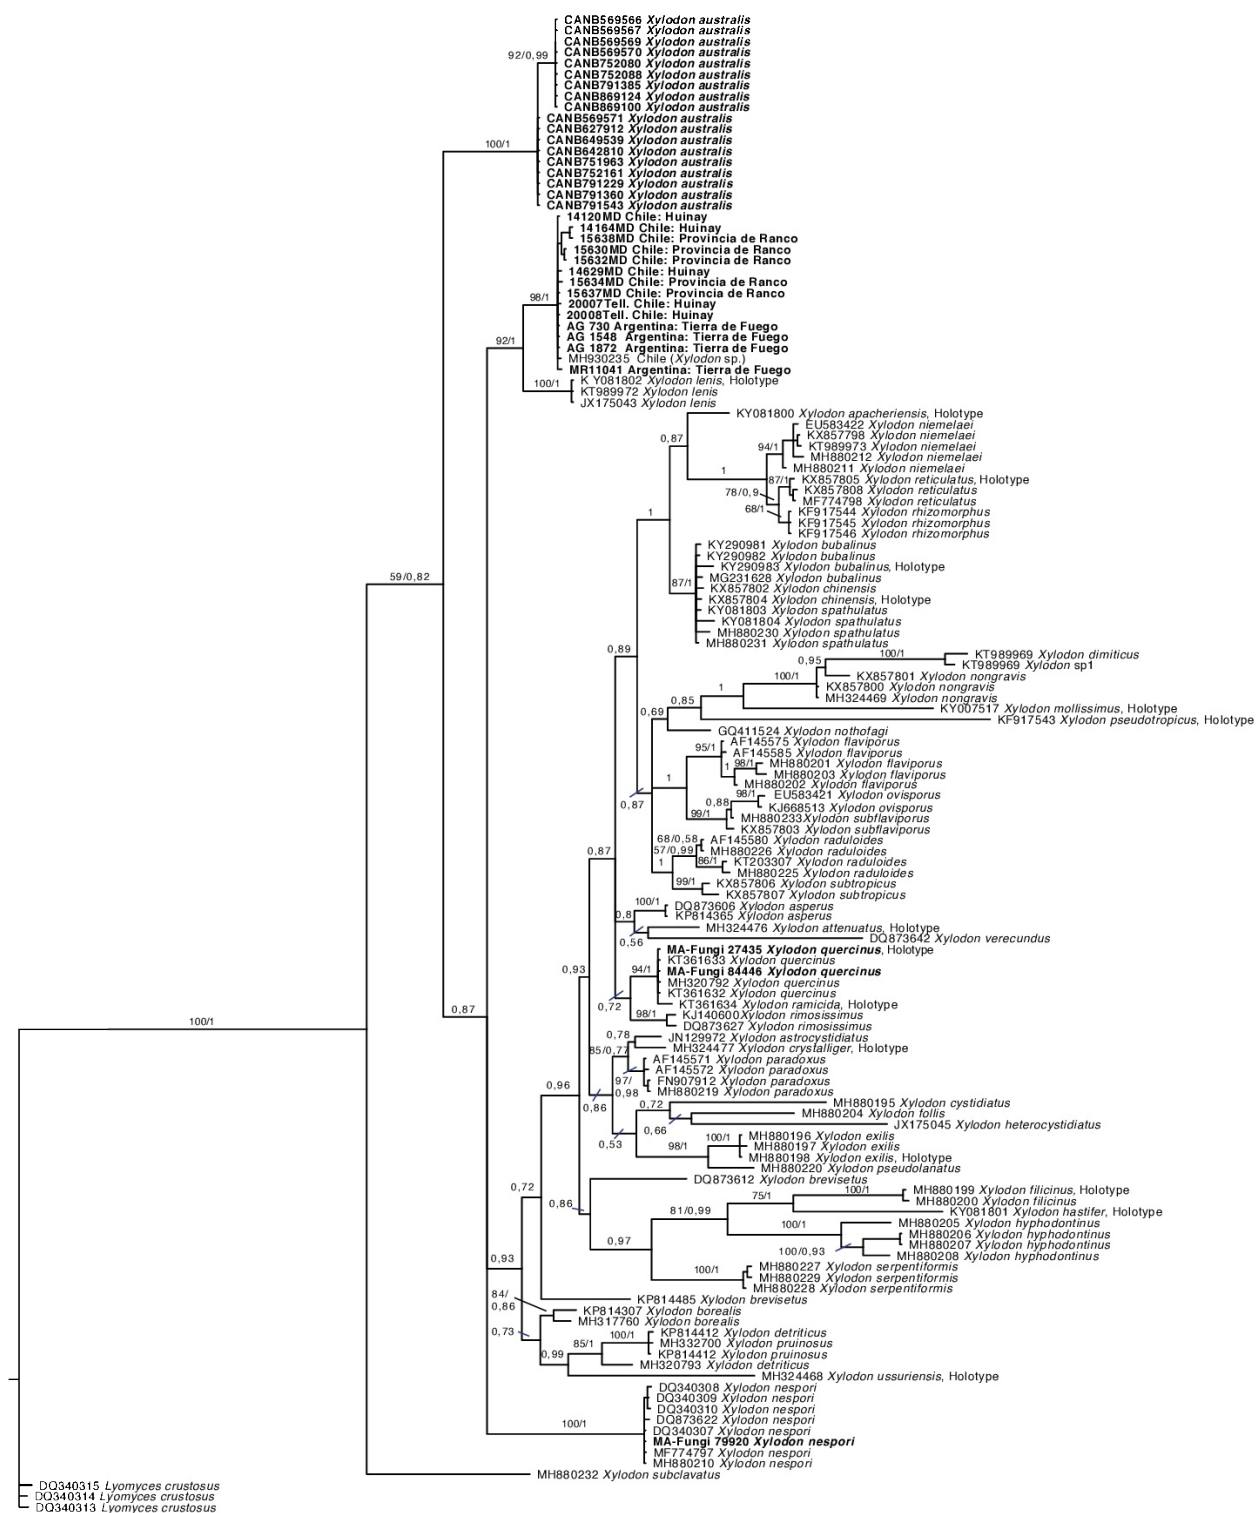 CANB569566 Xylodon australis
CANB569567 Xylodon australis
CANB569569 Xylodon australis
CANB569570 Xylodon australis
92/0,99
CANB752080 Xylodon australis
CANB752088 Xylodon australis
CANB791385 Xylodon australis
CANB869124 Xylodon australis
CANB869100 Xylodon australis
CANB569571 Xylodon australis
CANB627912 Xylodon australis
CANB649539 Xylodon australis
100/1
CANB642810 Xylodon australis
CANB751963 Xylodon australis
CANB752161 Xylodon australis
CANB791229 Xylodon australis
CANB791360 Xylodon australis
CANB791543 Xylodon australis
14120MD Chile: Huinay
14164MD Chile: Huinay
15638MD Chile: Provincia de Ranco
15630MD Chile: Provincia de Ranco
15632MD Chile: Provincia de Ranco
14629MD Chile: Huinay
15634MD Chile: Provincia de Ranco
15637MD Chile: Provincia de Ranco
98/1
20007Tell. Chile: Huinay
20008Tell. Chile: Huinay
AG 730 Argentina: Tierra de Fuego
AG 1548 Argentina: Tierra de Fuego
92/1
AG 1872 Argentina: Tierra de Fuego
MH930235 Chile (Xylodon sp.)
MR11041 Argentina: Tierra de Fuego
K Y081802 Xylodon lenis, Holotype
100/1
KT989972 Xylodon lenis
JX175043 Xylodon lenis
KY081800 Xylodon apacheriensis, Holotype
EU583422 Xylodon niemelaei
0,87
KX857798 Xylodon niemelaei
94/1
KT989973 Xylodon niemelaei
MH880212 Xylodon niemelaei
MH880211 Xylodon niemelaei
1
87/1
KX857805 Xylodon reticulatus, Holotype
78/0,9
KX857808 Xylodon reticulatus
MF774798 Xylodon reticulatus
68/1
KF917544 Xylodon rhizomorphus
1
KF917545 Xylodon rhizomorphus
KF917546 Xylodon rhizomorphus
KY290981 Xylodon bubalinus
KY290982 Xylodon bubalinus
KY290983 Xylodon bubalinus, Holotype
59/0,82
87/1
MG231628 Xylodon bubalinus
KX857802 Xylodon chinensis
KX857804 Xylodon chinensis, Holotype
KY081803 Xylodon spathulatus
KY081804 Xylodon spathulatus
MH880230 Xylodon spathulatus
MH880231 Xylodon spathulatus
0,89
100/1
KT989969 Xylodon dimiticus
0,95
KT989969 Xylodon sp1
100/1
KX857801 Xylodon nongravis
1
KX857800 Xylodon nongravis
MH324469 Xylodon nongravis
0,85
KY007517 Xylodon mollissimus, Holotype
0,69
KF917543 Xylodon pseudotropicus, Holotype
GQ411524 Xylodon nothofagi
AF145575 Xylodon flaviporus
95/1
AF145585 Xylodon flaviporus
98/1
MH880201 Xylodon flaviporus
1
MH880203 Xylodon flaviporus
1
MH880202 Xylodon flaviporus
98/1
EU583421 Xylodon ovisporus
0,87
0,88
KJ668513 Xylodon ovisporus
99/1
MH880233Xylodon subflaviporus
KX857803 Xylodon subflaviporus
68/0,58
AF145580 Xylodon raduloides
0,87
57/0,99
MH880226 Xylodon raduloides
1
86/1
KT203307 Xylodon raduloides
MH880225 Xylodon raduloides
99/1
KX857806 Xylodon subtropicus
KX857807 Xylodon subtropicus
100/1
DQ873606 Xylodon asperus
0,8
KP814365 Xylodon asperus
MH324476 Xylodon attenuatus, Holotype
0,56
DQ873642 Xylodon verecundus
MA-Fungi 27435 Xylodon quercinus, Holotype
KT361633 Xylodon quercinus
0,93
94/1
MA-Fungi 84446 Xylodon quercinus
MH320792 Xylodon quercinus
KT361632 Xylodon quercinus
0,72
KT361634 Xylodon ramicida, Holotype
0,87
98/1
KJ140600Xylodon rimosissimus
100/1
DQ873627 Xylodon rimosissimus
0,78
JN129972 Xylodon astrocystidiatus
85/0,77
MH324477 Xylodon crystalliger, Holotype
AF145571 Xylodon paradoxus
AF145572 Xylodon paradoxus
97/
0,98
FN907912 Xylodon paradoxus
0,96
MH880219 Xylodon paradoxus
0,86
0,72
MH880195 Xylodon cystidiatus
MH880204 Xylodon follis
0,66
JX175045 Xylodon heterocystidiatus
0,53
100/1
MH880196 Xylodon exilis
98/1
MH880197 Xylodon exilis
MH880198 Xylodon exilis, Holotype
MH880220 Xylodon pseudolanatus
DQ873612 Xylodon brevisetus
0,72
100/1
MH880199 Xylodon filicinus, Holotype
75/1
MH880200 Xylodon filicinus
0,86
81/0,99
KY081801 Xylodon hastifer, Holotype
100/1
MH880205 Xylodon hyphodontinus
MH880206 Xylodon hyphodontinus
0,97
MH880207 Xylodon hyphodontinus
100/0,93
MH880208 Xylodon hyphodontinus
0,93
100/1
MH880227 Xylodon serpentiformis
MH880229 Xylodon serpentiformis
MH880228 Xylodon serpentiformis
84/
0,86
KP814485 Xylodon brevisetus
KP814307 Xylodon borealis
MH317760 Xylodon borealis
0,73
100/1
KP814412 Xylodon detriticus
85/1
MH332700 Xylodon pruinosus
0,99
KP814412 Xylodon pruinosus
MH320793 Xylodon detriticus
MH324468 Xylodon ussuriensis, Holotype
DQ340308 Xylodon nespori
DQ340309 Xylodon nespori
DQ340310 Xylodon nespori
100/1
DQ873622 Xylodon nespori
DQ340307 Xylodon nespori
MA-Fungi 79920 Xylodon nespori
MF774797 Xylodon nespori
MH880210 Xylodon nespori
MH880232 Xylodon subclavatus
DQ340315 Lyomyces crustosus
DQ340314 Lyomyces crustosus
DQ340313 Lyomyces crustosus